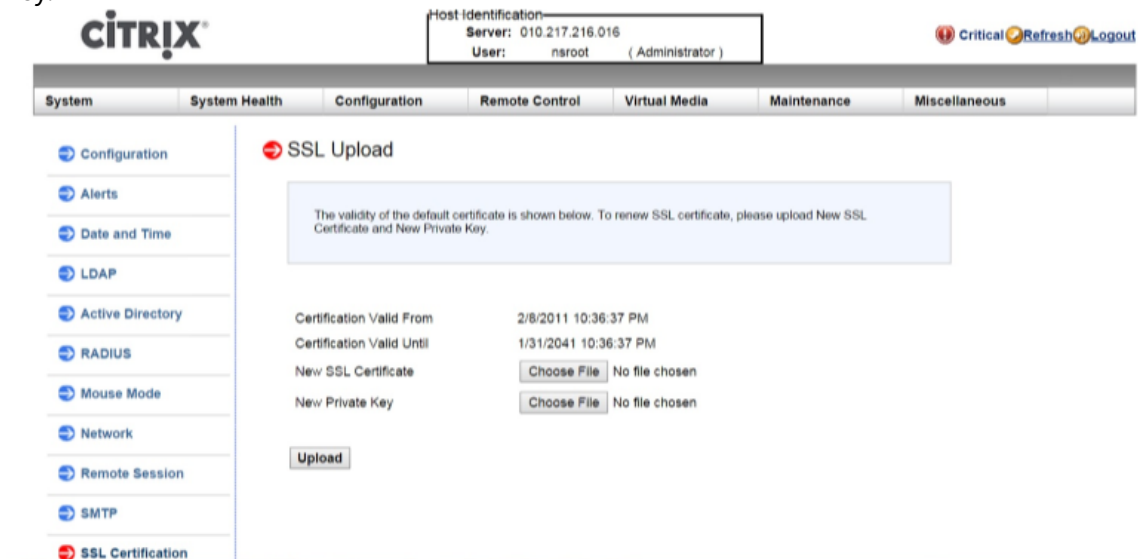 CITRIX
Host Identification
Server: 010.217.216.016
User: nsroot ( Administrator )
Critical Refresh Logout
System System Health Configuration Remote Control Virtual Media Maintenance Miscellaneous
Configuration
Alerts
Date and Time
LDAP
Active Directory
RADIUS
Mouse Mode
Network
Remote Session
SMTP
SSL Certification
SSL Upload
The validity of the default certificate is shown below. To renew SSL certificate, please upload New SSL
Certificate and New Private Key.
Certification Valid From 2/8/2011 10:36:37 PM
Certification Valid Until 1/31/2041 10:36:37 PM
New SSL Certificate Choose File No file chosen
New Private Key Choose File No file chosen
Upload